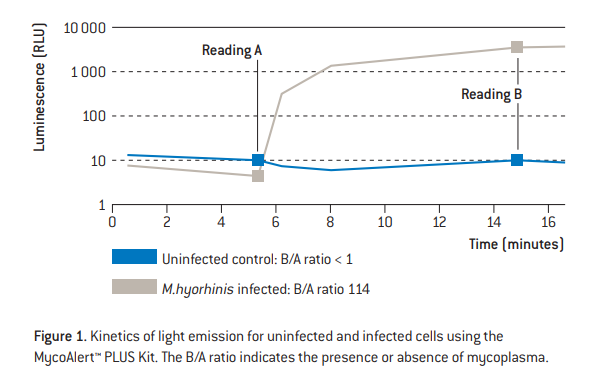 Luminescence (RLU)
10 000
1 000
100
10
1
Reading A
Reading B
0 2 4 6 8 10 12 14 16
Time (minutes)
Uninfected control: B/A ratio < 1
M.hyorhinis infected: B/A ratio 114
Figure 1. Kinetics of light emission for uninfected and infected cells using the
MycoAlert™ PLUS Kit. The B/A ratio indicates the presence or absence of mycoplasma.